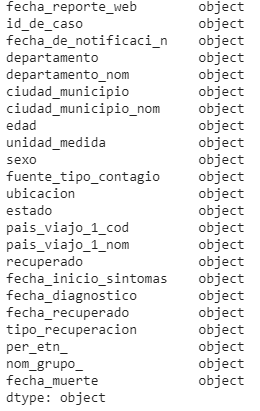 fecha_reporte_web object
id_de_caso object
fecha_de_notificaci_n object
departamento object
departamento_nom object
ciudad_municipio object
ciudad_municipio_nom object
edad object
unidad_medida object
sexo object
fuente_tipo_contagio object
ubicacion object
estado object
pais_viajo_1_cod object
pais_viajo_1_nom object
recuperado object
fecha_inicio_sintomas object
fecha_diagnostico object
fecha_recuperado object
tipo_recuperacion object
per_etn_ object
nom_grupo_ object
fecha_muerte object
dtype: object